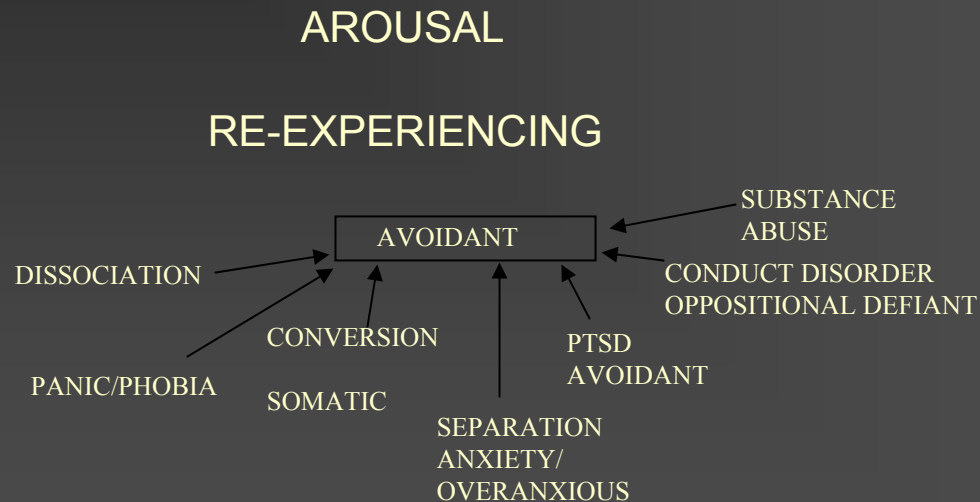 AROUSAL
RE-EXPERIENCING
AVOIDANT
SUBSTANCE
ABUSE
DISSOCIATION
CONDUCT DISORDER
OPPOSITIONAL DEFIANT
CONVERSION
SOMATIC
PTSD
AVOIDANT
PANIC/PHOBIA
SEPARATION
ANXIETY/
OVERANXIOUS